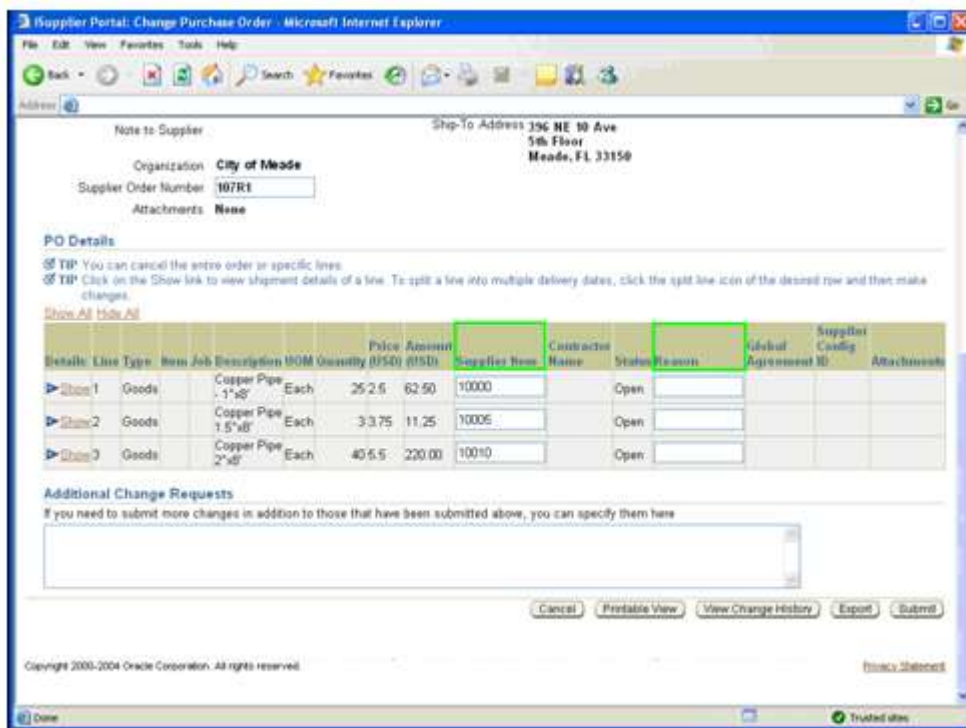 iSupplier Portal: Change Purchase Order - Microsoft Internet Explorer
File Edit View Favorites Tools Help
Back Search Favorites
Address Go
Note to Supplier
Ship-To Address 396 NE 10 Ave
5th Floor
Meade, FL 33150
Organization City of Meade
Supplier Order Number 107R1
Attachments None
PO Details
TIP You can cancel the entire order or specific lines
TIP Click on the Show link to view shipment details of a line. To split a line into multiple delivery dates, click the split line icon of the desired row and then make
changes.
Show All Hide All
Details Line Type Item Job Description UOM Quantity Price (USD) Amount (USD) Supplier Item Contractor Name Status Reason Global Agreement Supplier Config ID Attachments
Show 1 Goods Copper Pipe - 1"x8' Each 25 2.5 62.50 10000 Open
Show 2 Goods Copper Pipe 1.5"x8' Each 3 3.75 11.25 10005 Open
Show 3 Goods Copper Pipe 2"x8' Each 40 5.5 220.00 10010 Open
Additional Change Requests
If you need to submit more changes in addition to those that have been submitted above, you can specify them here
Cancel Printable View View Change History Export Submit
Copyright 2000-2004 Oracle Corporation. All rights reserved.
Privacy Statement
Done
Trusted sites